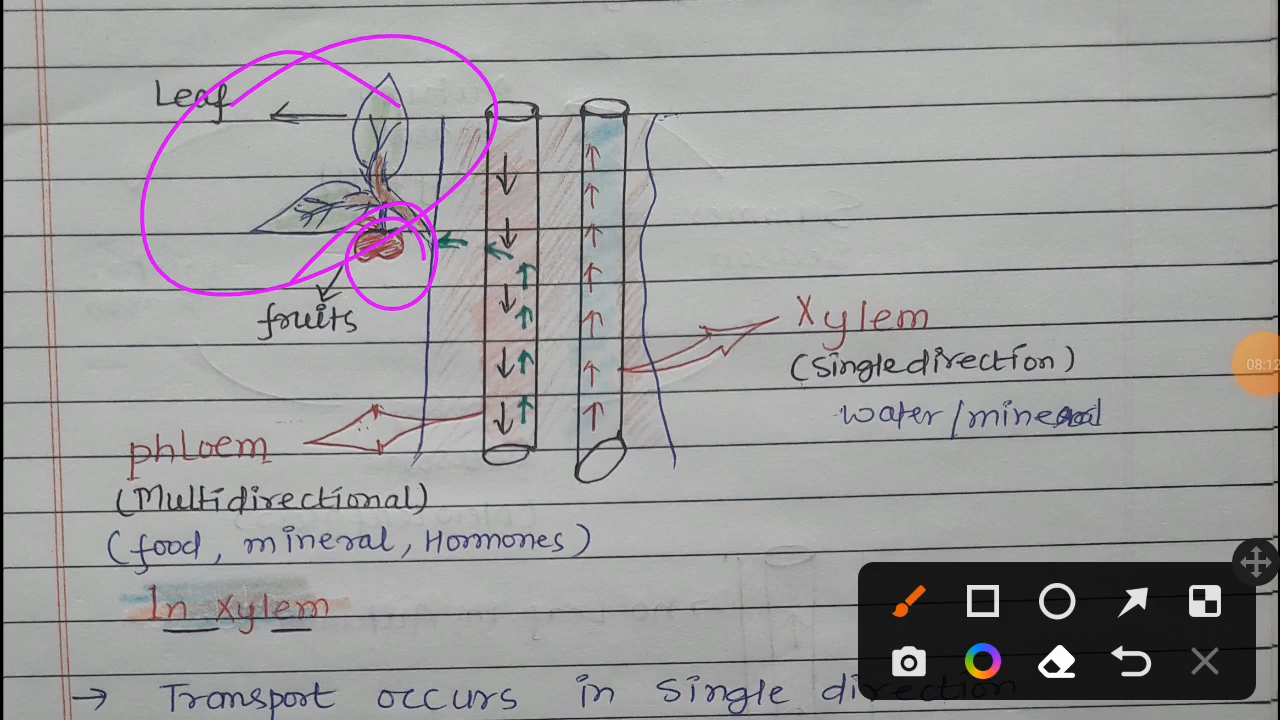 Leaf
fruits
Xylem
(Single direction)
water/mineral
phloem
(Multidirectional)
(food, mineral, Hormones)
In Xylem
→ Transport occurs in single direction
08:12